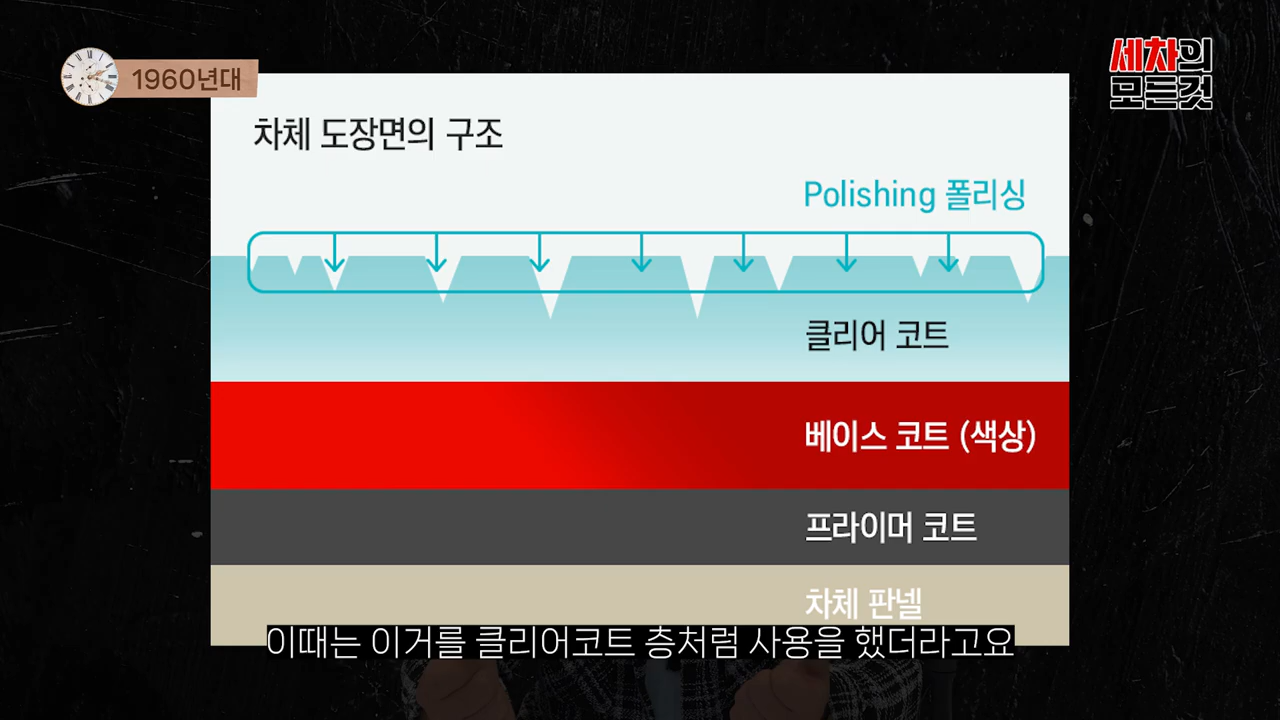 1960년대
세차의
모든것
차체 도장면의 구조
Polishing 폴리싱
클리어 코트
베이스 코트 (색상)
프라이머 코트
차체 판넬
이때는 이거를 클리어코트 층처럼 사용을 했더라고요